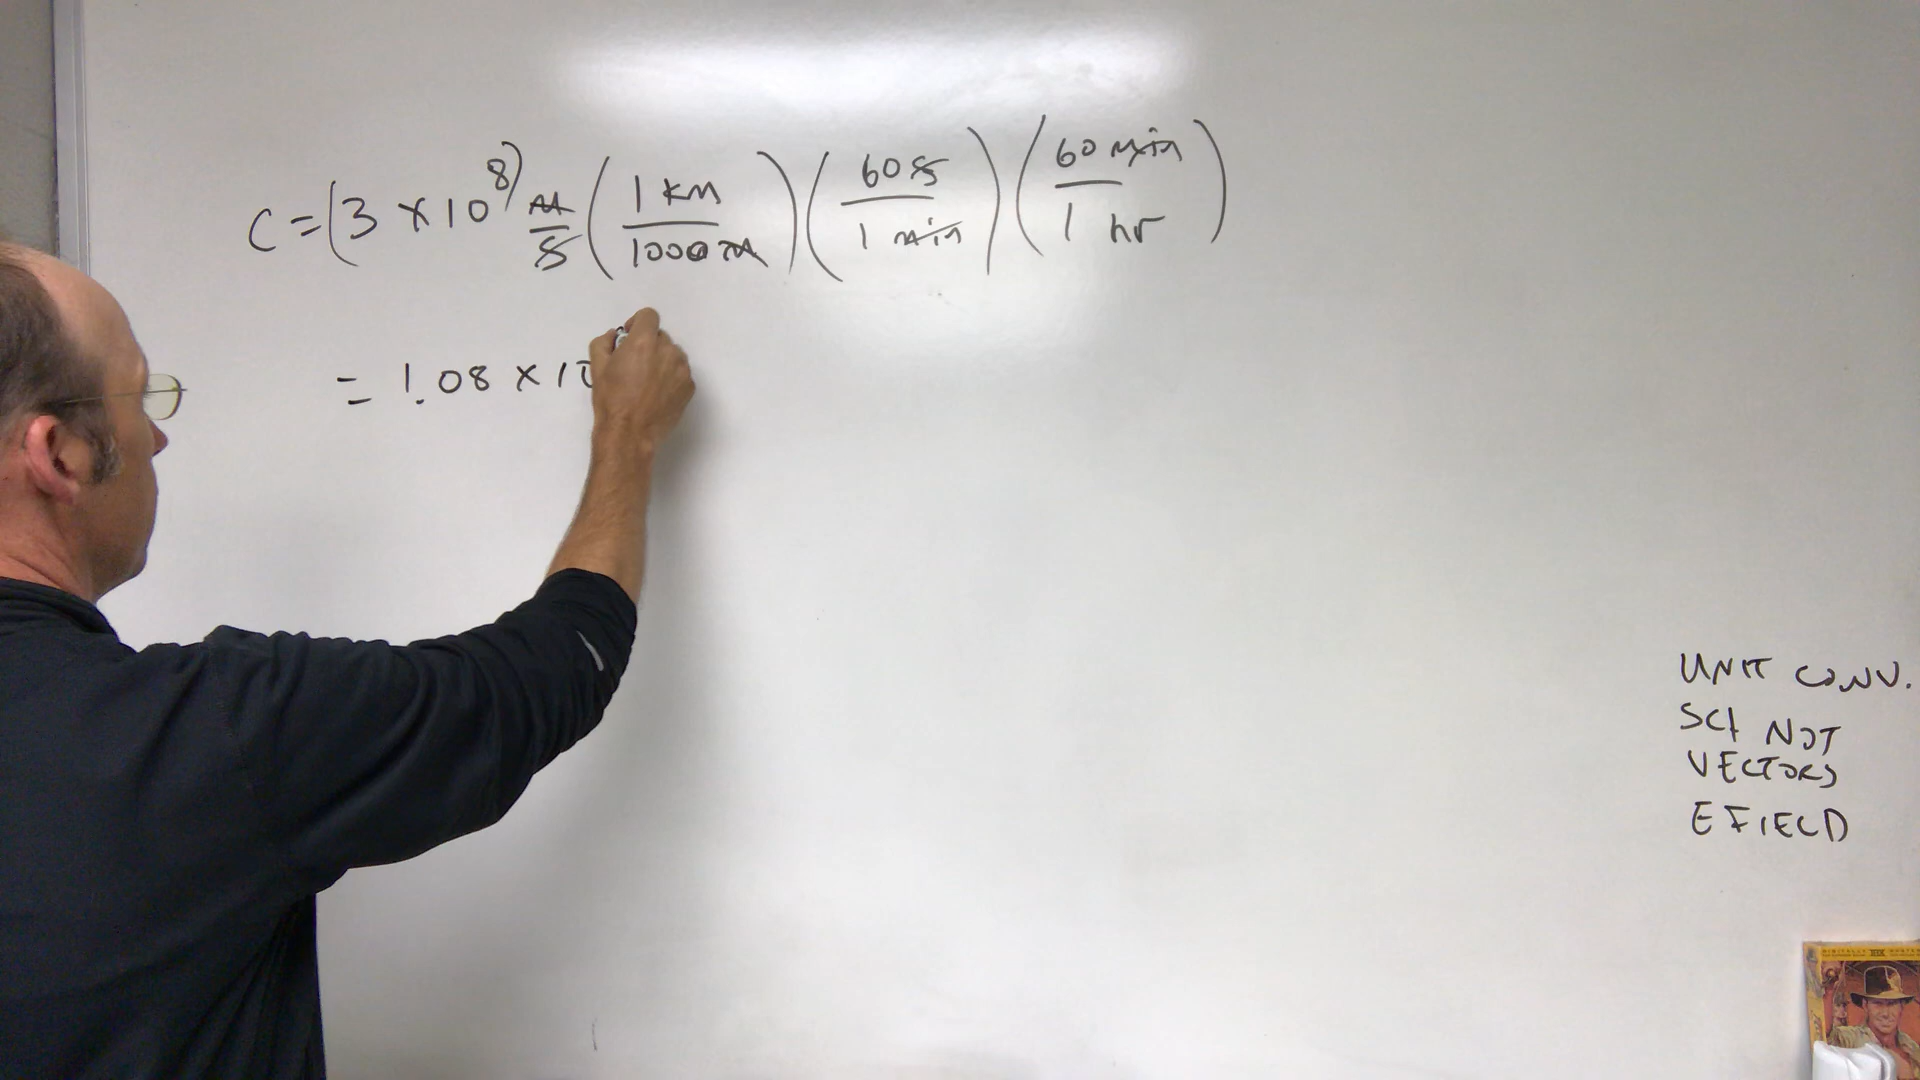 C = (3 × 10⁸) m/s (1 km / 1000 m) (60 s / 1 min) (60 min / 1 hr)
= 1.08 × 10
UNIT CONV.
SCI NOT
VECTORS
E FIELD